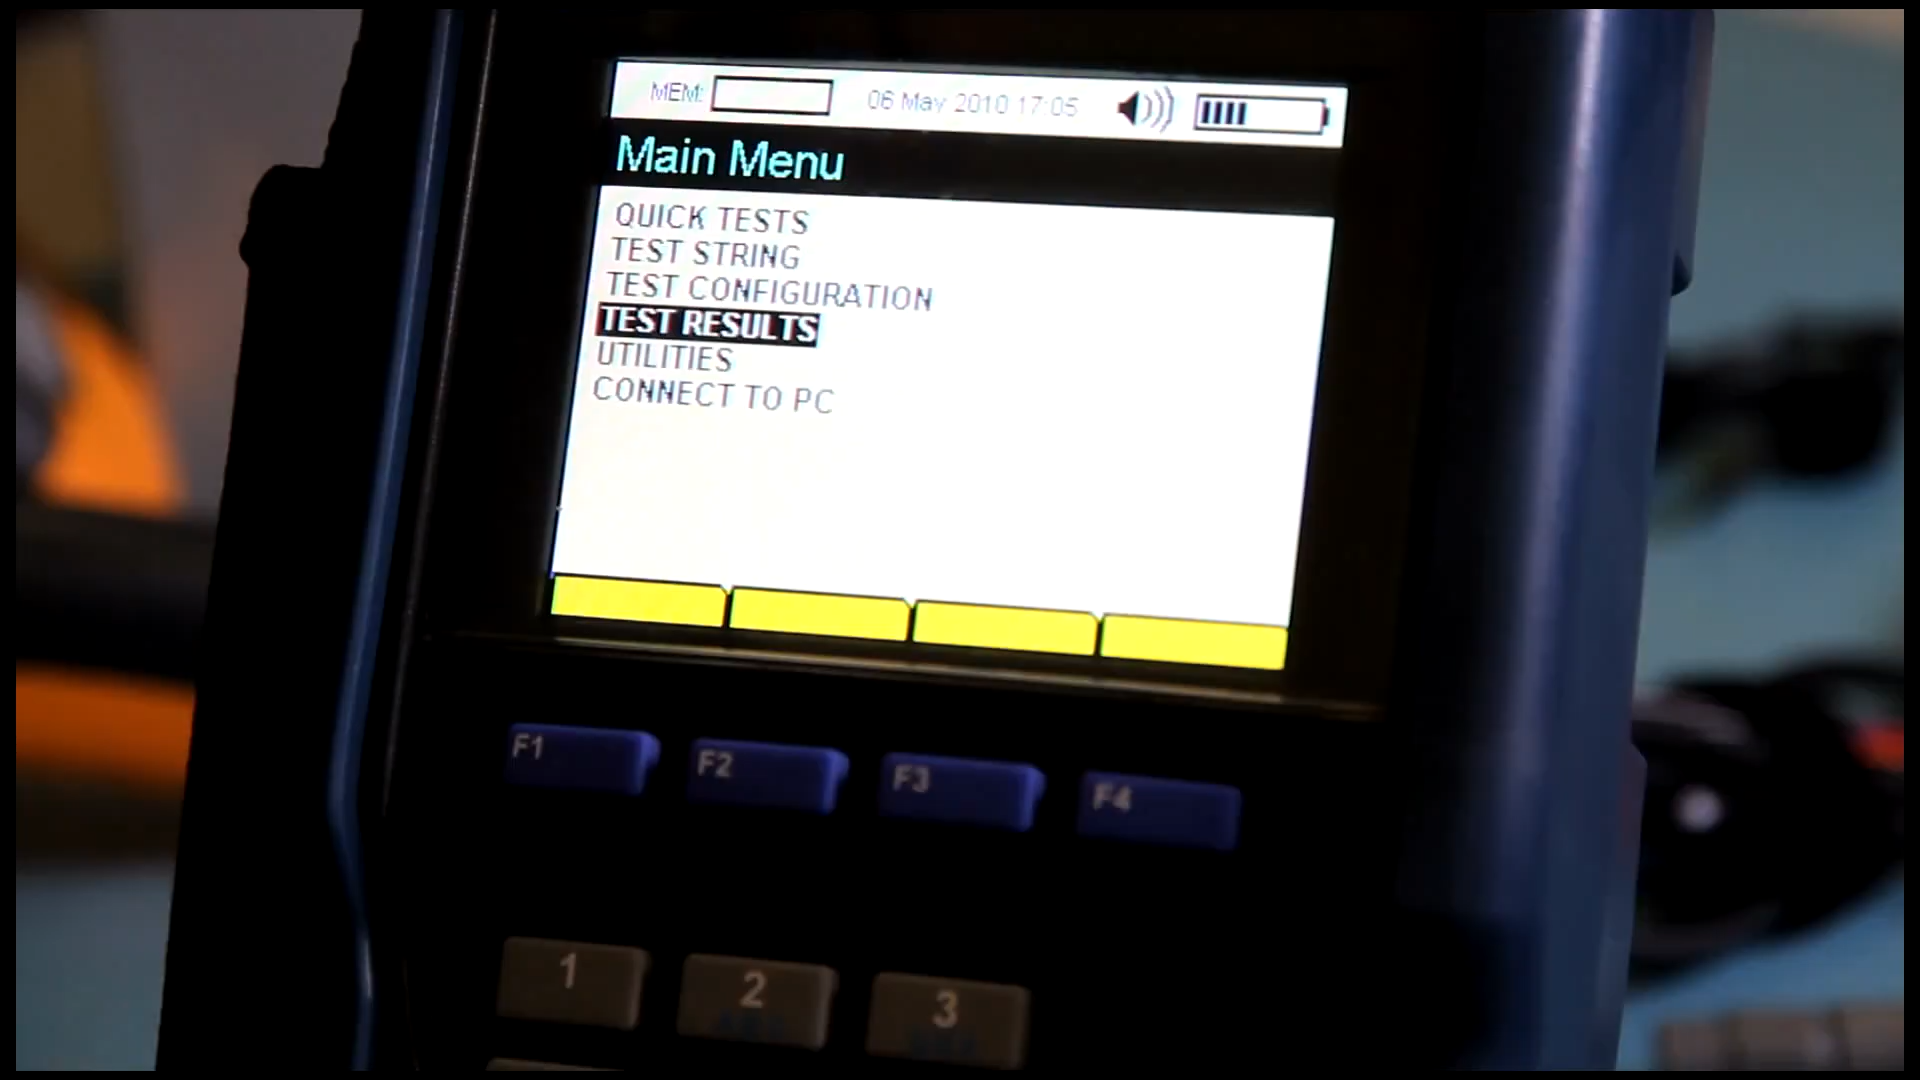 MEM: 06 May 2010 17:05
Main Menu
QUICK TESTS
TEST STRING
TEST CONFIGURATION
TEST RESULTS
UTILITIES
CONNECT TO PC
F1 F2 F3 F4
1 2 3